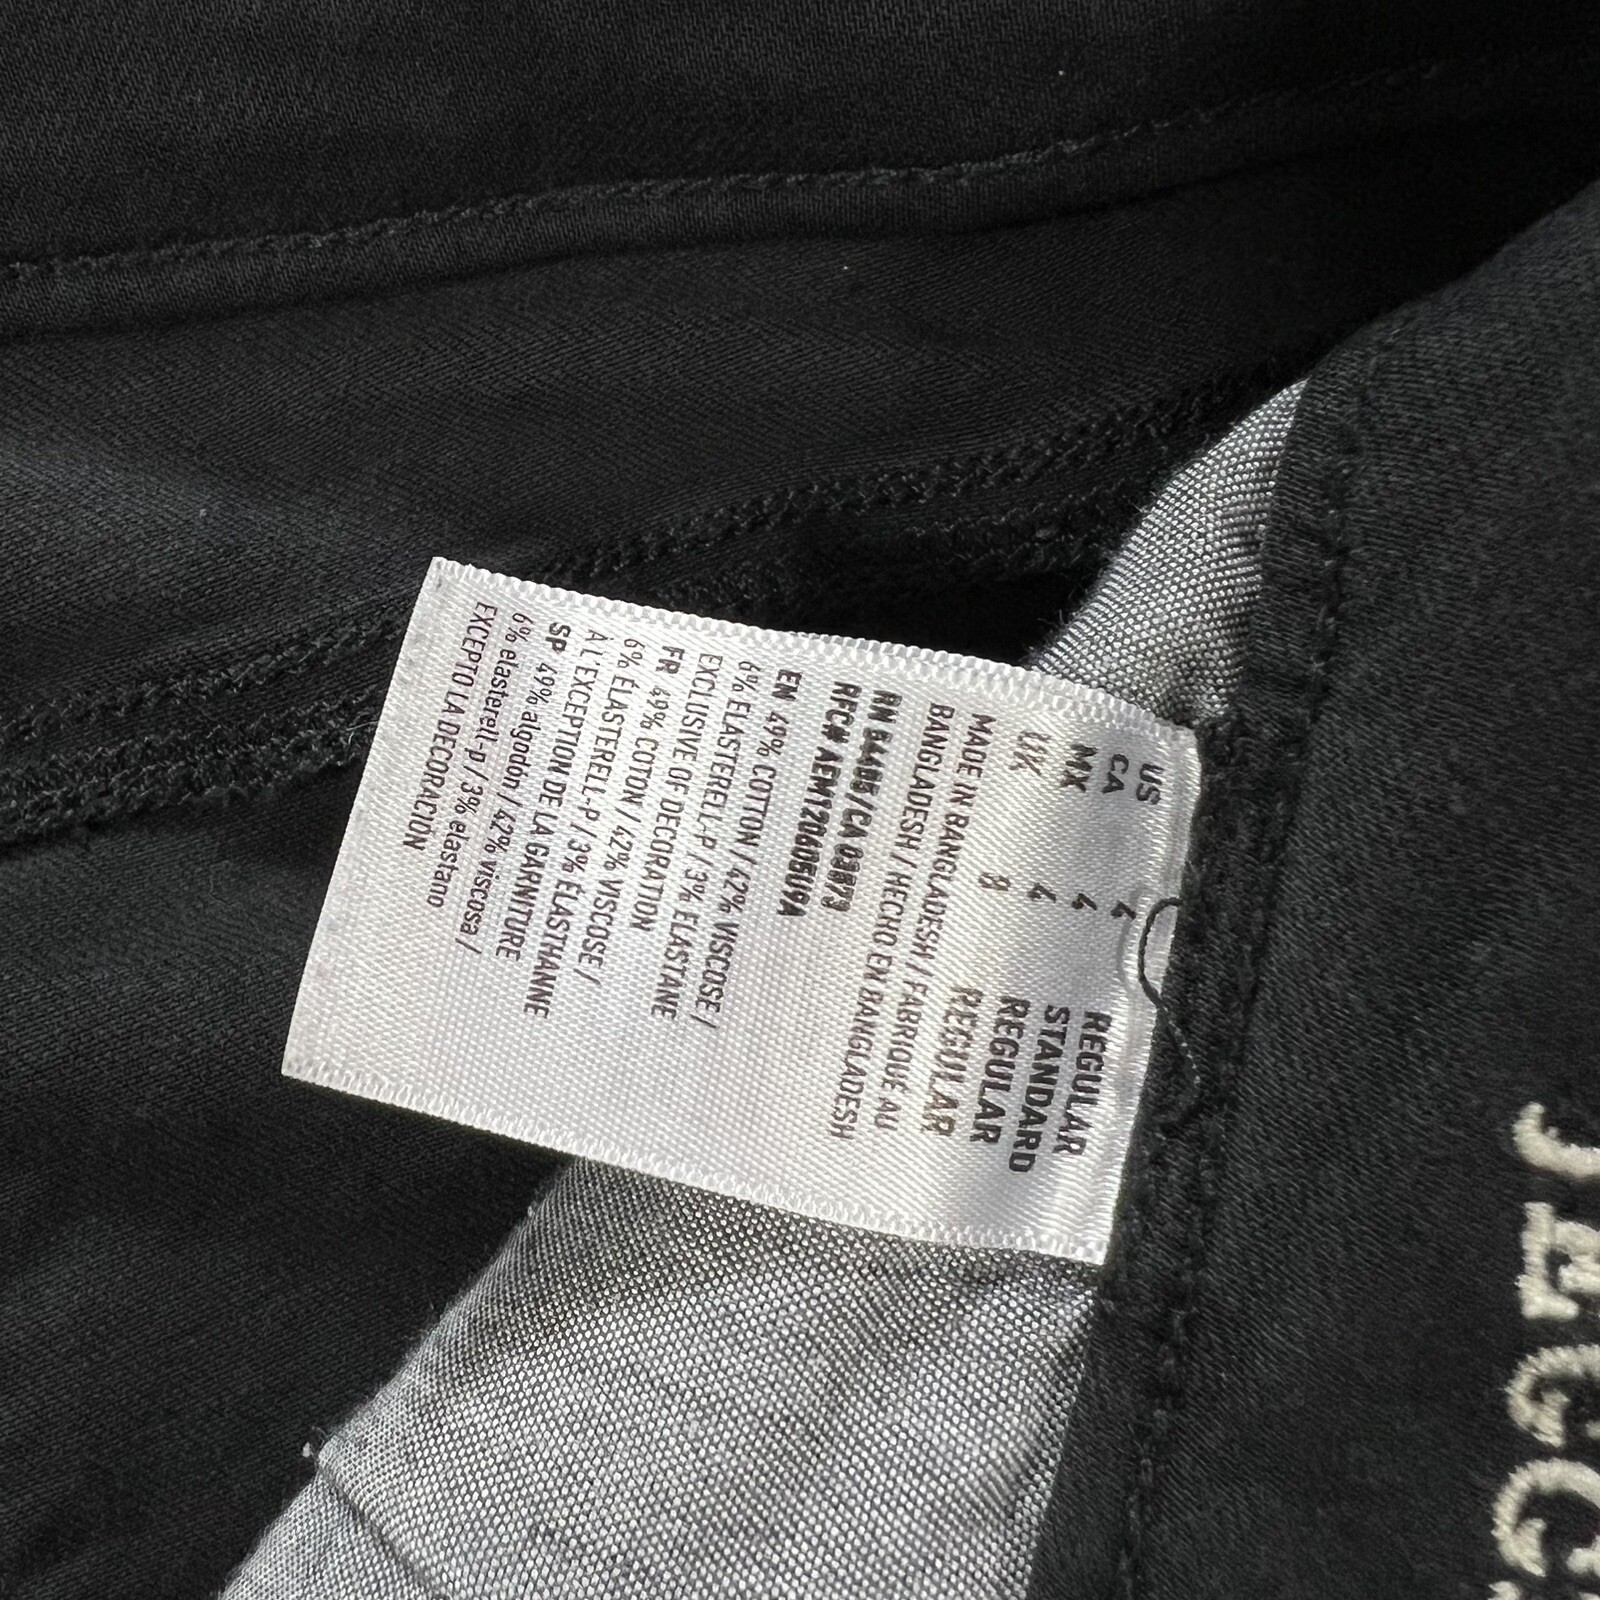 US 4 REGULAR
CA 4 STANDARD
MX 4 REGULAR
UK 8 REGULAR
MADE IN BANGLADESH / FABRIQUE AU
BANGLADESH / HECHO EN BANGLADESH
RN 54485/CA 03873
RFC# AEM120605U9A
EN 49% COTTON / 42% VISCOSE /
6% ELASTERELL-P / 3% ELASTANE
EXCLUSIVE OF DECORATION
FR 49% COTON / 42% VISCOSE /
6% ÉLASTERELL-P / 3% ÉLASTHANNE
À L'EXCEPTION DE LA GARNITURE
SP 49% algodón / 42% viscosa /
6% elasterell-p / 3% elastano
EXCEPTO LA DECORACIÓN